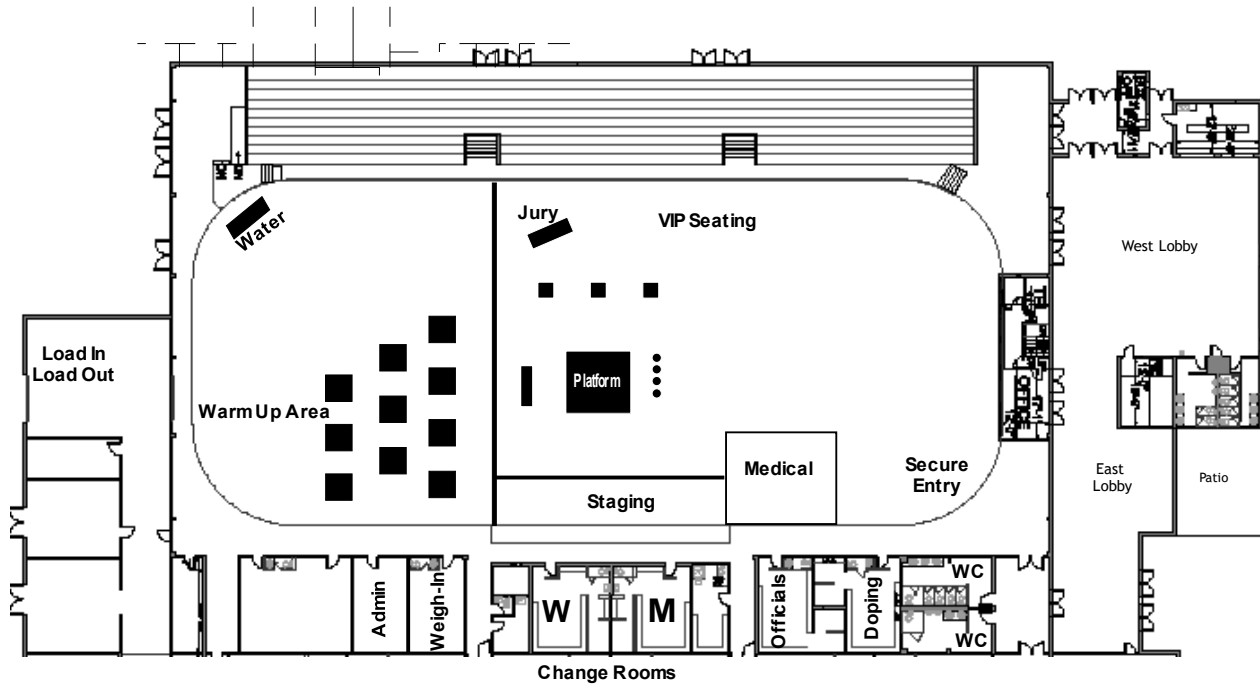 Jury
VIP Seating
Water
West Lobby
Load In
Load Out
Platform
Warm Up Area
OFFICE
Medical
Secure
Entry
East
Lobby
Patio
Staging
Admin
Weigh-In
W
M
Officials
Doping
WC
WC
Change Rooms